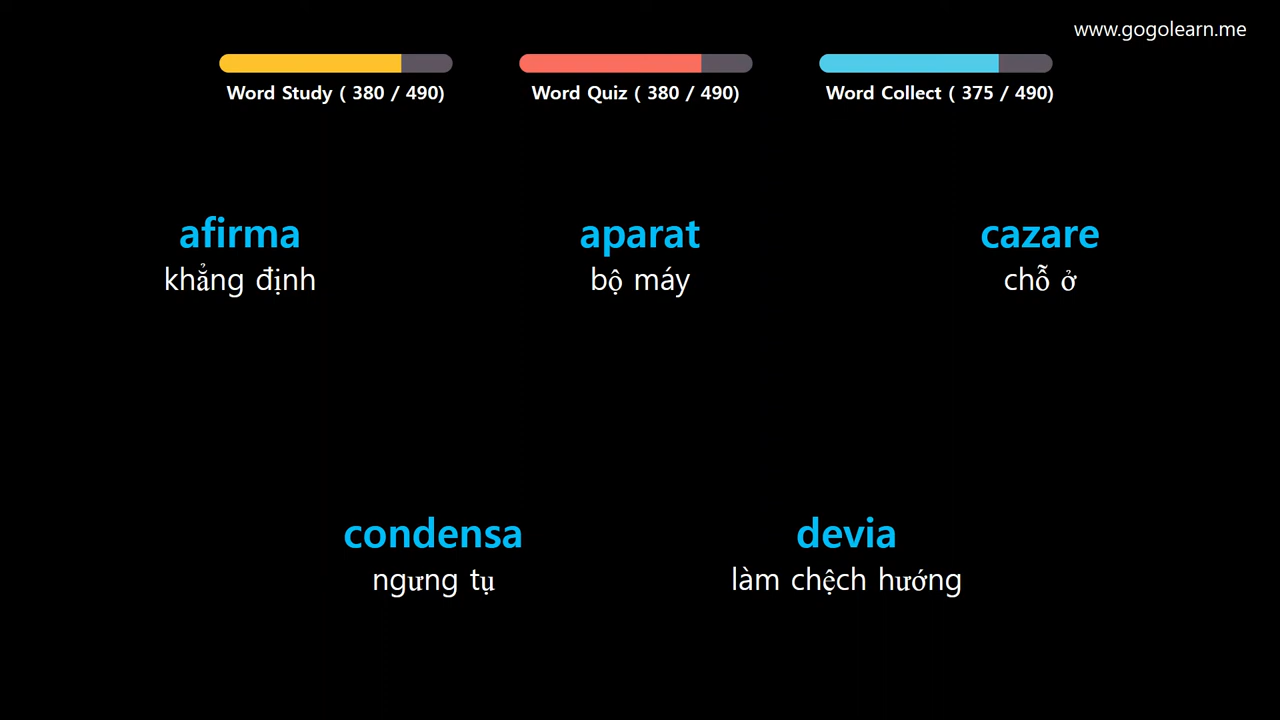 www.gogolearn.me
Word Study ( 380 / 490)
Word Quiz ( 380 / 490)
Word Collect ( 375 / 490)
afirma
khẳng định
aparat
bộ máy
cazare
chỗ ở
condensa
ngưng tụ
devia
làm chệch hướng